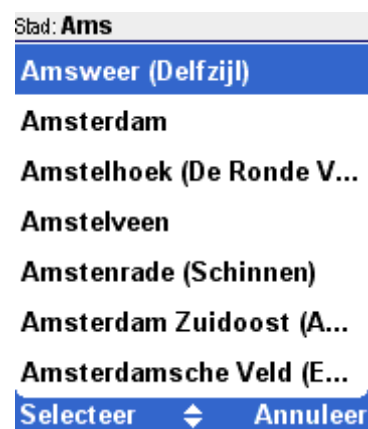 Stad: Ams
Amsweer (Delfzijl)
Amsterdam
Amstelhoek (De Ronde V...
Amstelveen
Amstenrade (Schinnen)
Amsterdam Zuidoost (A...
Amsterdamsche Veld (E...
Selecteer Annuleer